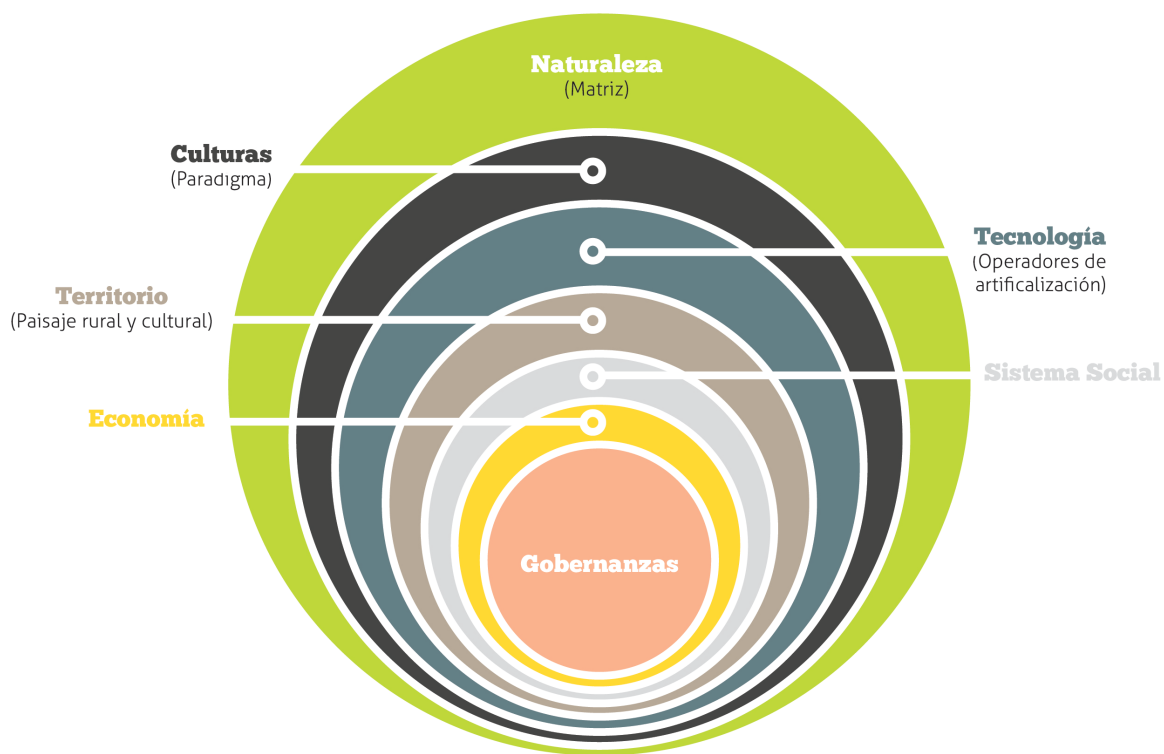 Naturaleza
(Matriz)
Culturas
(Paradigma)
Tecnología
(Operadores de
artificalización)
Territorio
(Paisaje rural y cultural)
Sistema Social
Economía
Gobernanzas